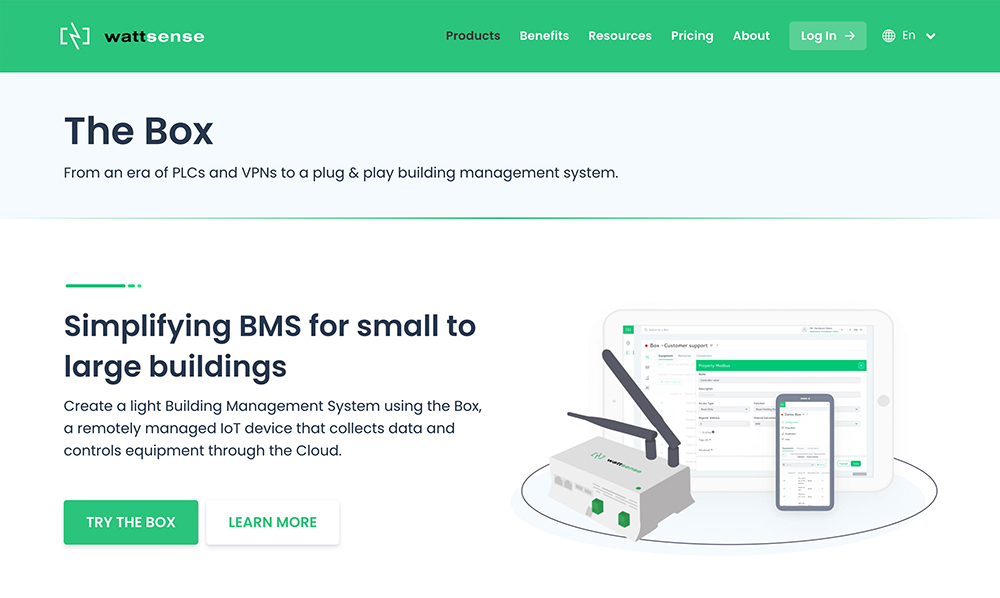 wattsense
Products Benefits Resources Pricing About Log In En
The Box
From an era of PLCs and VPNs to a plug & play building management system.
Simplifying BMS for small to
large buildings
Create a light Building Management System using the Box,
a remotely managed IoT device that collects data and
controls equipment through the Cloud.
TRY THE BOX LEARN MORE
Box - Customer support
Property Modbus
wattsense